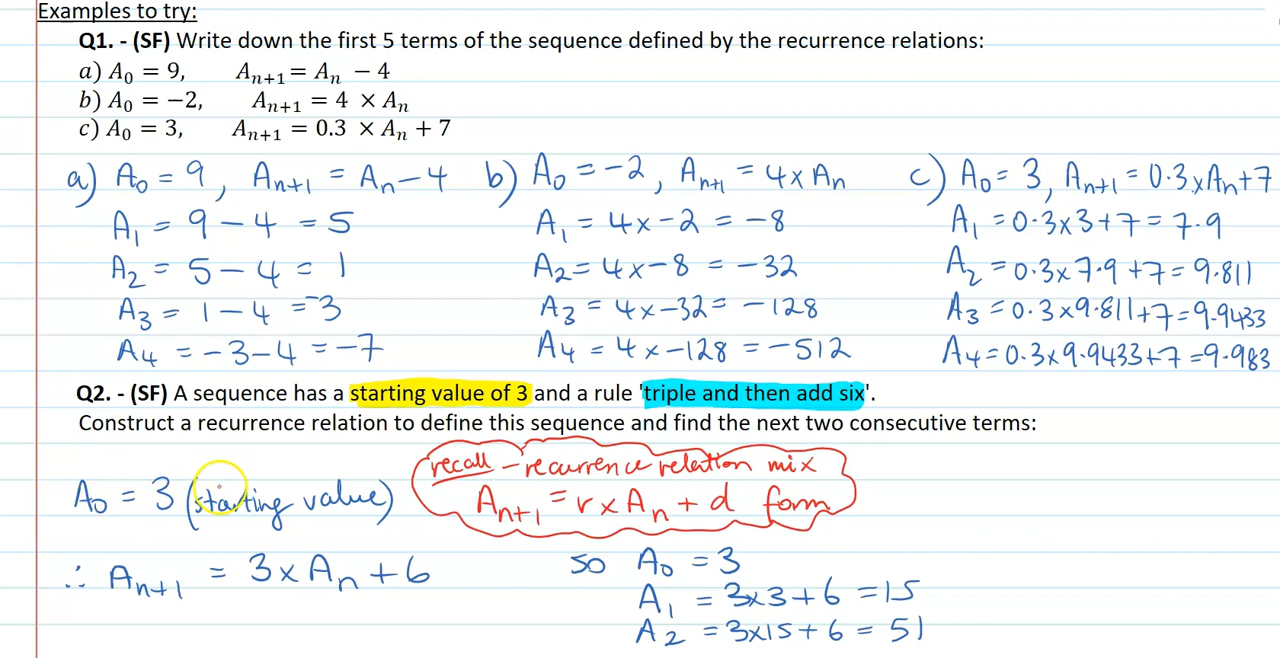 Examples to try:
Q1. - (SF) Write down the first 5 terms of the sequence defined by the recurrence relations:
a) A₀ = 9, Aₙ₊₁ = Aₙ − 4
b) A₀ = −2, Aₙ₊₁ = 4 × Aₙ
c) A₀ = 3, Aₙ₊₁ = 0.3 × Aₙ + 7
a) A₀ = 9, Aₙ₊₁ = Aₙ − 4
A₁ = 9 − 4 = 5
A₂ = 5 − 4 = 1
A₃ = 1 − 4 = −3
A₄ = −3 − 4 = −7
b) A₀ = −2, Aₙ₊₁ = 4 × Aₙ
A₁ = 4 × −2 = −8
A₂ = 4 × −8 = −32
A₃ = 4 × −32 = −128
A₄ = 4 × −128 = −512
c) A₀ = 3, Aₙ₊₁ = 0.3 × Aₙ + 7
A₁ = 0.3 × 3 + 7 = 7.9
A₂ = 0.3 × 7.9 + 7 = 9.811
A₃ = 0.3 × 9.811 + 7 = 9.9433
A₄ = 0.3 × 9.9433 + 7 = 9.983
Q2. - (SF) A sequence has a starting value of 3 and a rule 'triple and then add six'.
Construct a recurrence relation to define this sequence and find the next two consecutive terms:
A₀ = 3 (starting value)
recall – recurrence relation mix
Aₙ₊₁ = r × Aₙ + d form
∴ Aₙ₊₁ = 3 × Aₙ + 6
so A₀ = 3
A₁ = 3 × 3 + 6 = 15
A₂ = 3 × 15 + 6 = 51